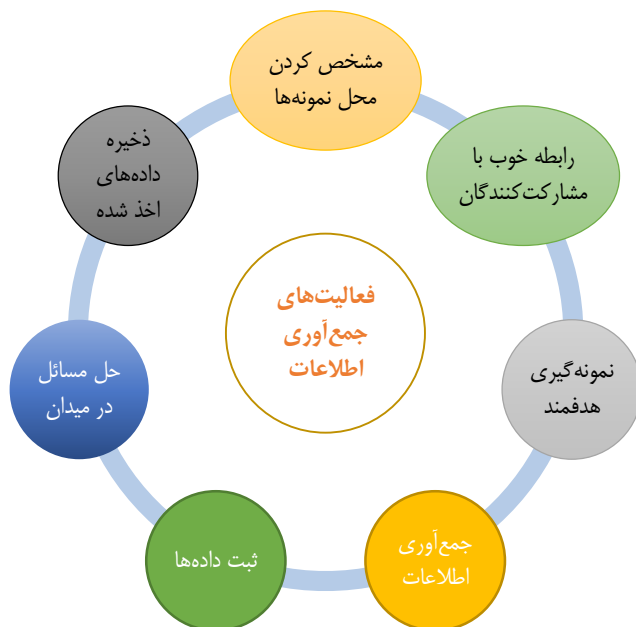 مشخص کردن
محل نمونه‌ها
رابطه خوب با
مشارکت‌کنندگان
نمونه‌گیری
هدفمند
جمع‌آوری
اطلاعات
ثبت داده‌ها
حل مسائل
در میدان
ذخیره
داده‌های
اخذ شده
فعالیت‌های
جمع‌آوری
اطلاعات